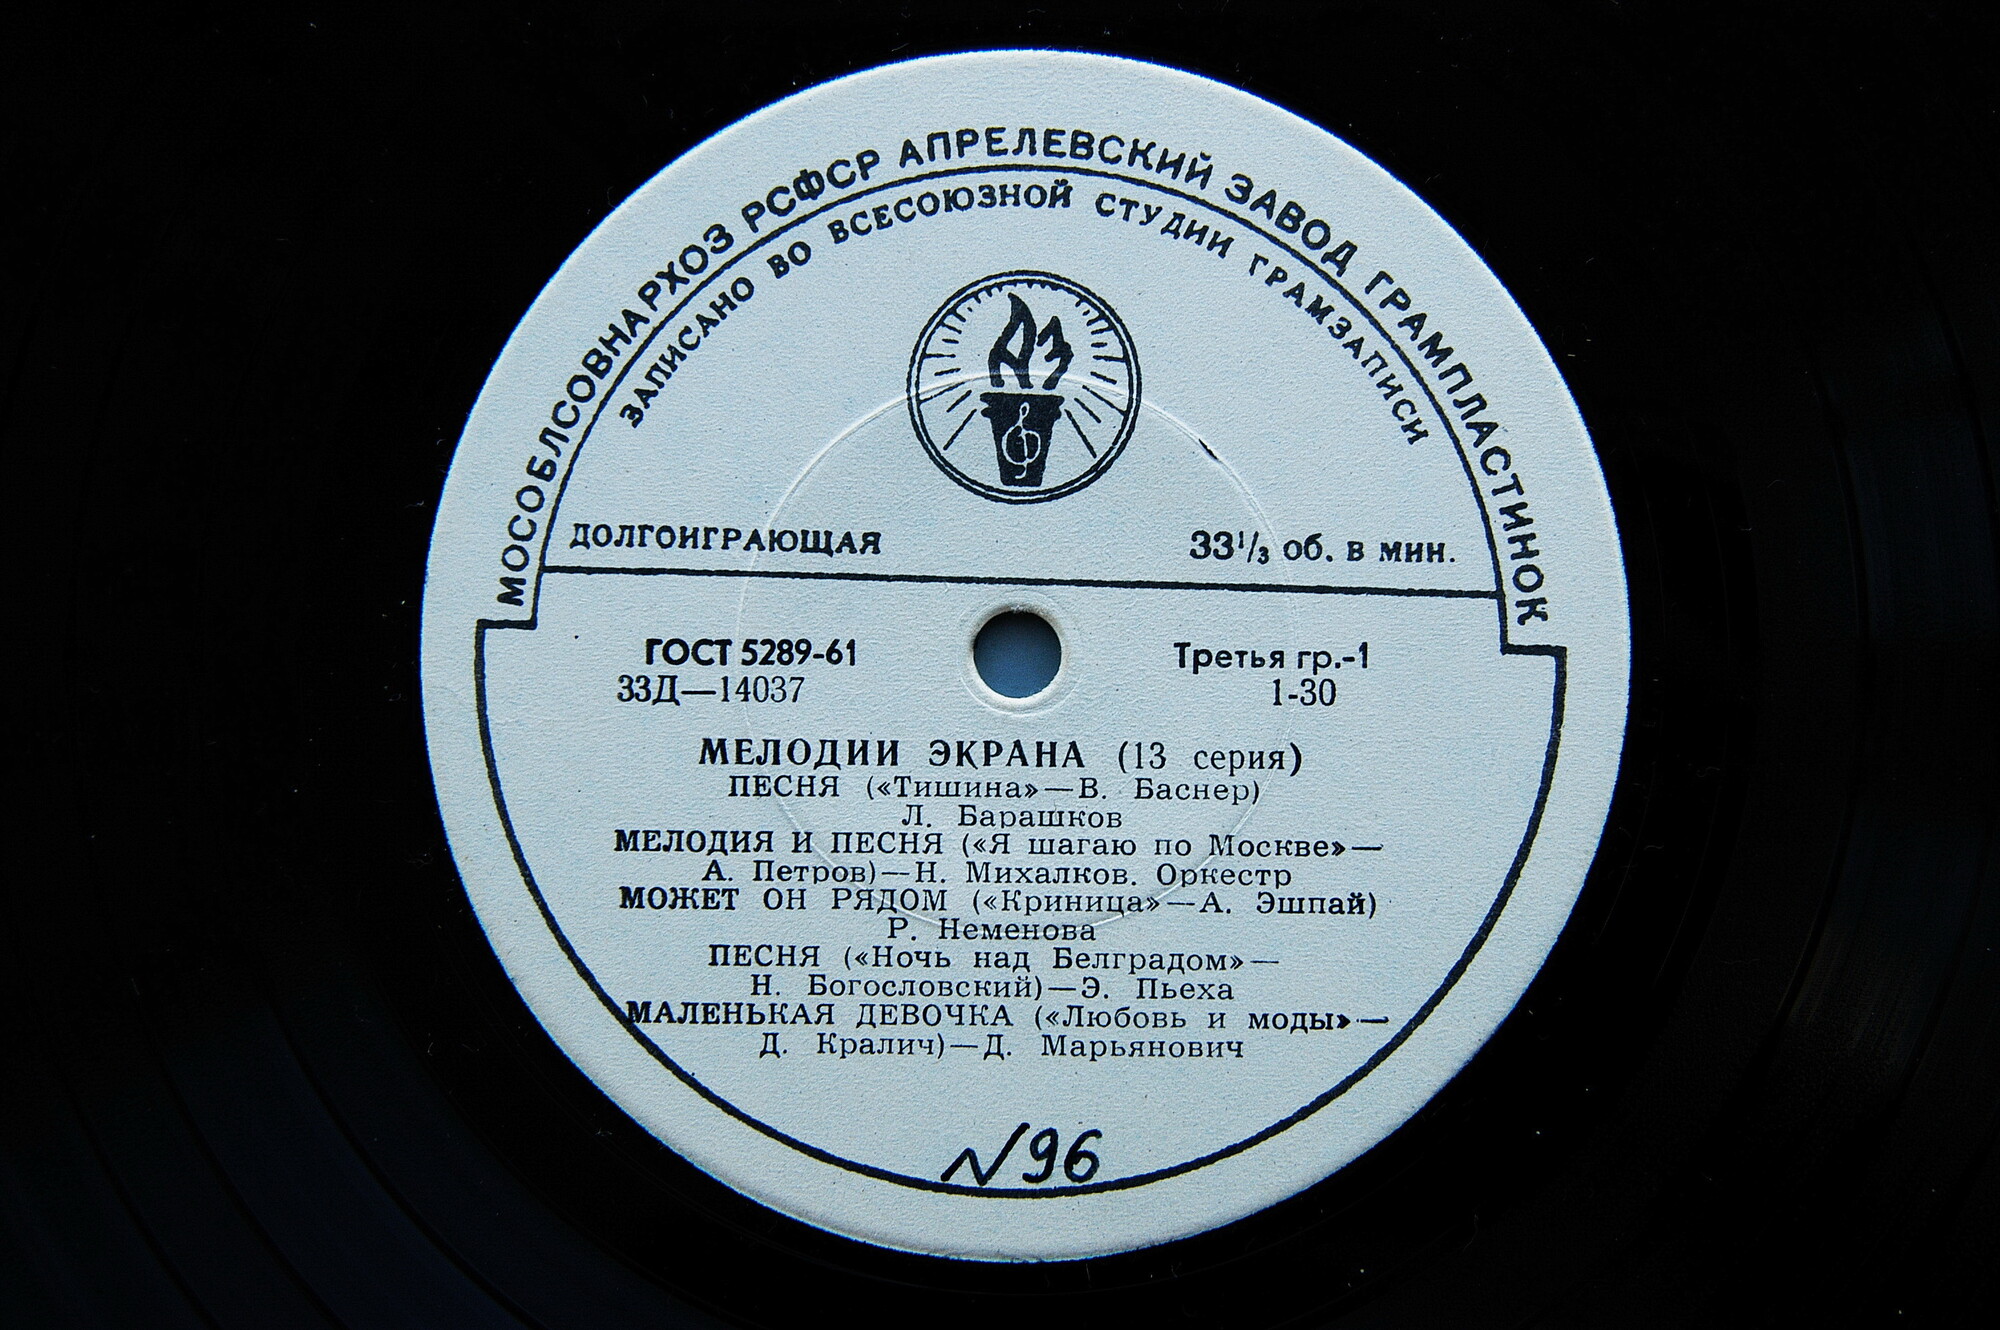 МОСОБЛСОВНАРХОЗ РСФСР АПРЕЛЕВСКИЙ ЗАВОД ГРАМПЛАСТИНОК
ЗАПИСАНО ВО ВСЕСОЮЗНОЙ СТУДИИ ГРАМЗАПИСИ
АЗ
ДОЛГОИГРАЮЩАЯ 33 1/3 об. в мин.
ГОСТ 5289-61 Третья гр.-1
33Д—14037 1-30
МЕЛОДИИ ЭКРАНА (13 серия)
ПЕСНЯ («Тишина»—В. Баснер)
Л. Барашков
МЕЛОДИЯ И ПЕСНЯ («Я шагаю по Москве»—
А. Петров)—Н. Михалков. Оркестр
МОЖЕТ ОН РЯДОМ («Криница»—А. Эшпай)
Р. Неменова
ПЕСНЯ («Ночь над Белградом»—
Н. Богословский)—Э. Пьеха
МАЛЕНЬКАЯ ДЕВОЧКА («Любовь и моды»—
Д. Кралич)—Д. Марьянович
N96